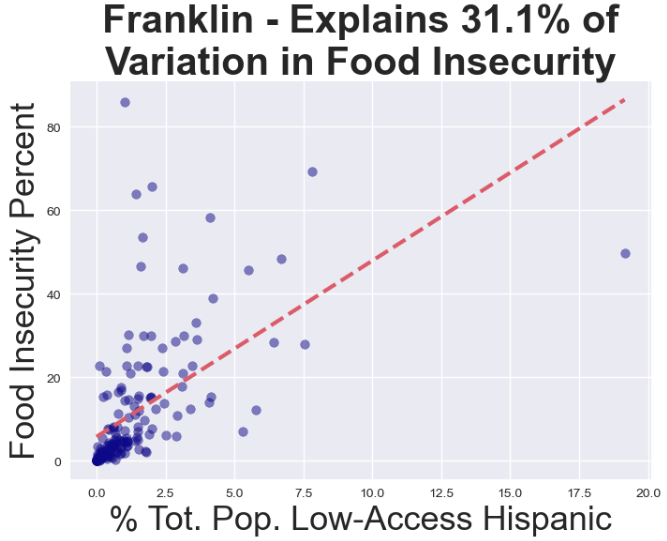 Franklin - Explains 31.1% of
Variation in Food Insecurity
Food Insecurity Percent
80
60
40
20
0
0.0 2.5 5.0 7.5 10.0 12.5 15.0 17.5 20.0
% Tot. Pop. Low-Access Hispanic